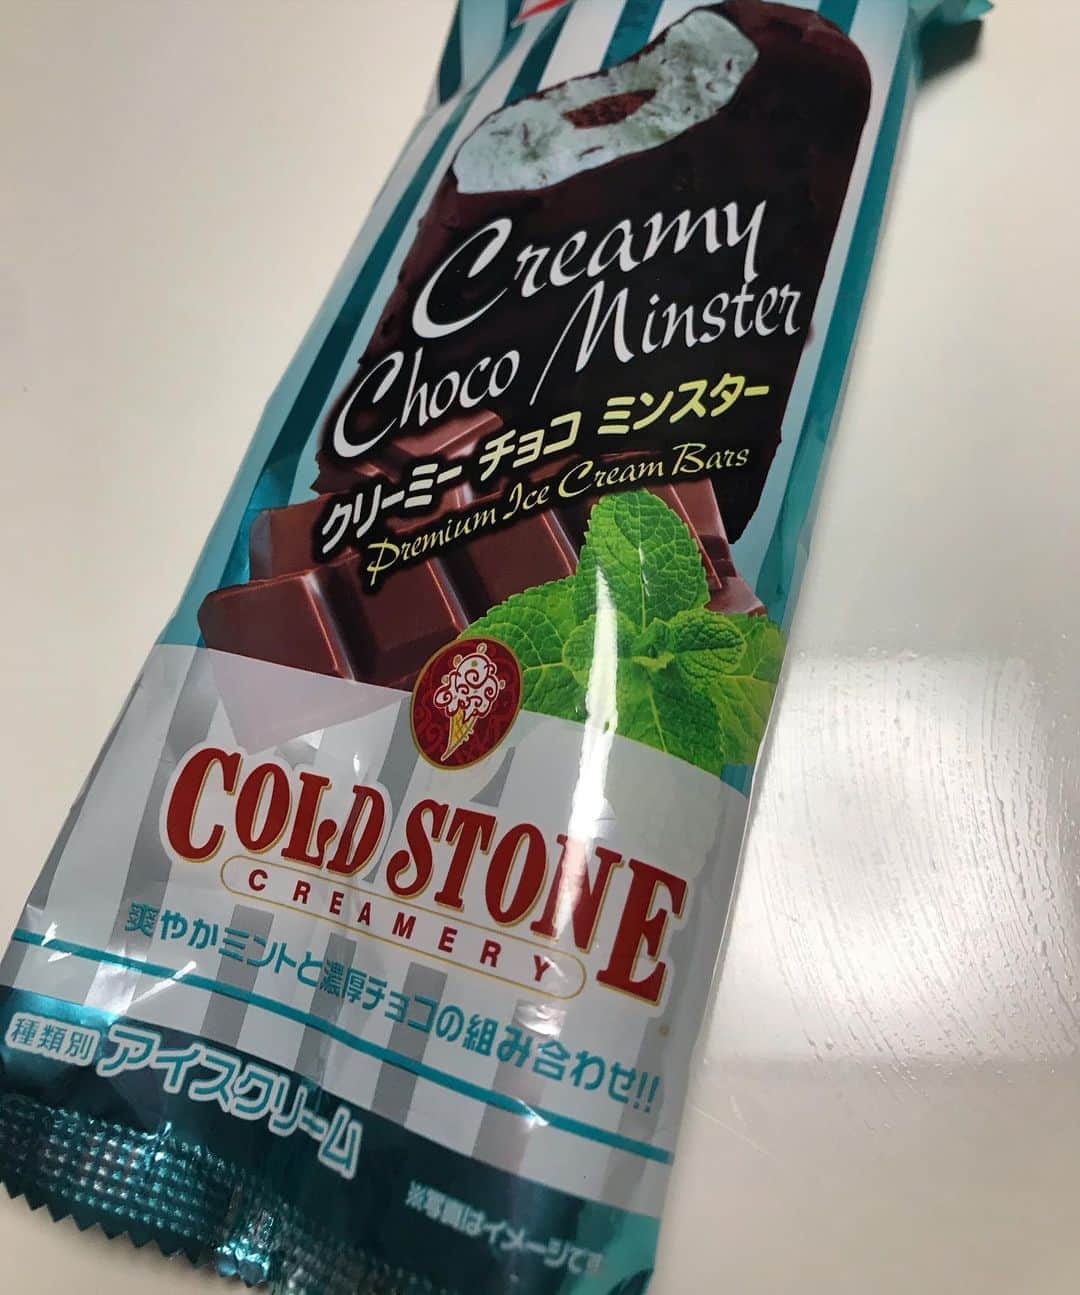 Creamy
Choco Minster
クリーミー チョコ ミンスター
Premium Ice Cream Bars
COLD STONE
CREAMERY
爽やかミントと濃厚チョコの組み合わせ!!
種類別 アイスクリーム
※写真はイメージです